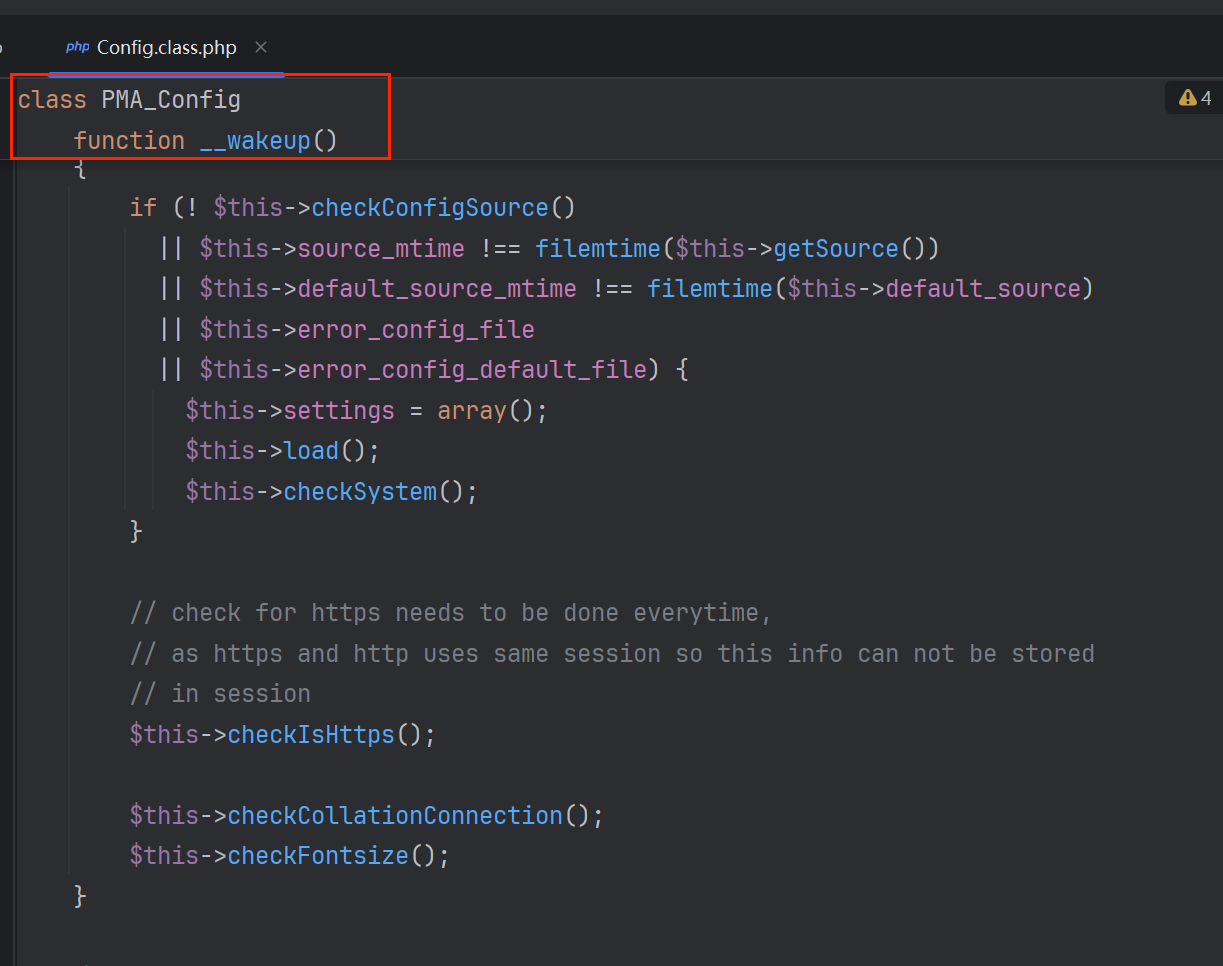 php Config.class.php ×
class PMA_Config
4
    function __wakeup()
    {
        if (! $this->checkConfigSource()
          || $this->source_mtime !== filemtime($this->getSource())
          || $this->default_source_mtime !== filemtime($this->default_source)
          || $this->error_config_file
          || $this->error_config_default_file) {
            $this->settings = array();
            $this->load();
            $this->checkSystem();
        }

        // check for https needs to be done everytime,
        // as https and http uses same session so this info can not be stored
        // in session
        $this->checkIsHttps();

        $this->checkCollationConnection();
        $this->checkFontsize();
    }